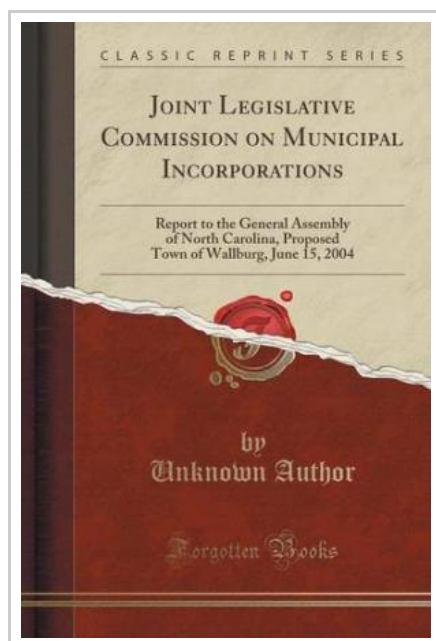 CLASSIC REPRINT SERIES
JOINT LEGISLATIVE
COMMISSION ON MUNICIPAL
INCORPORATIONS
Report to the General Assembly
of North Carolina, Proposed
Town of Wallburg, June 15, 2004
F
by
Unknown Author
Forgotten Books